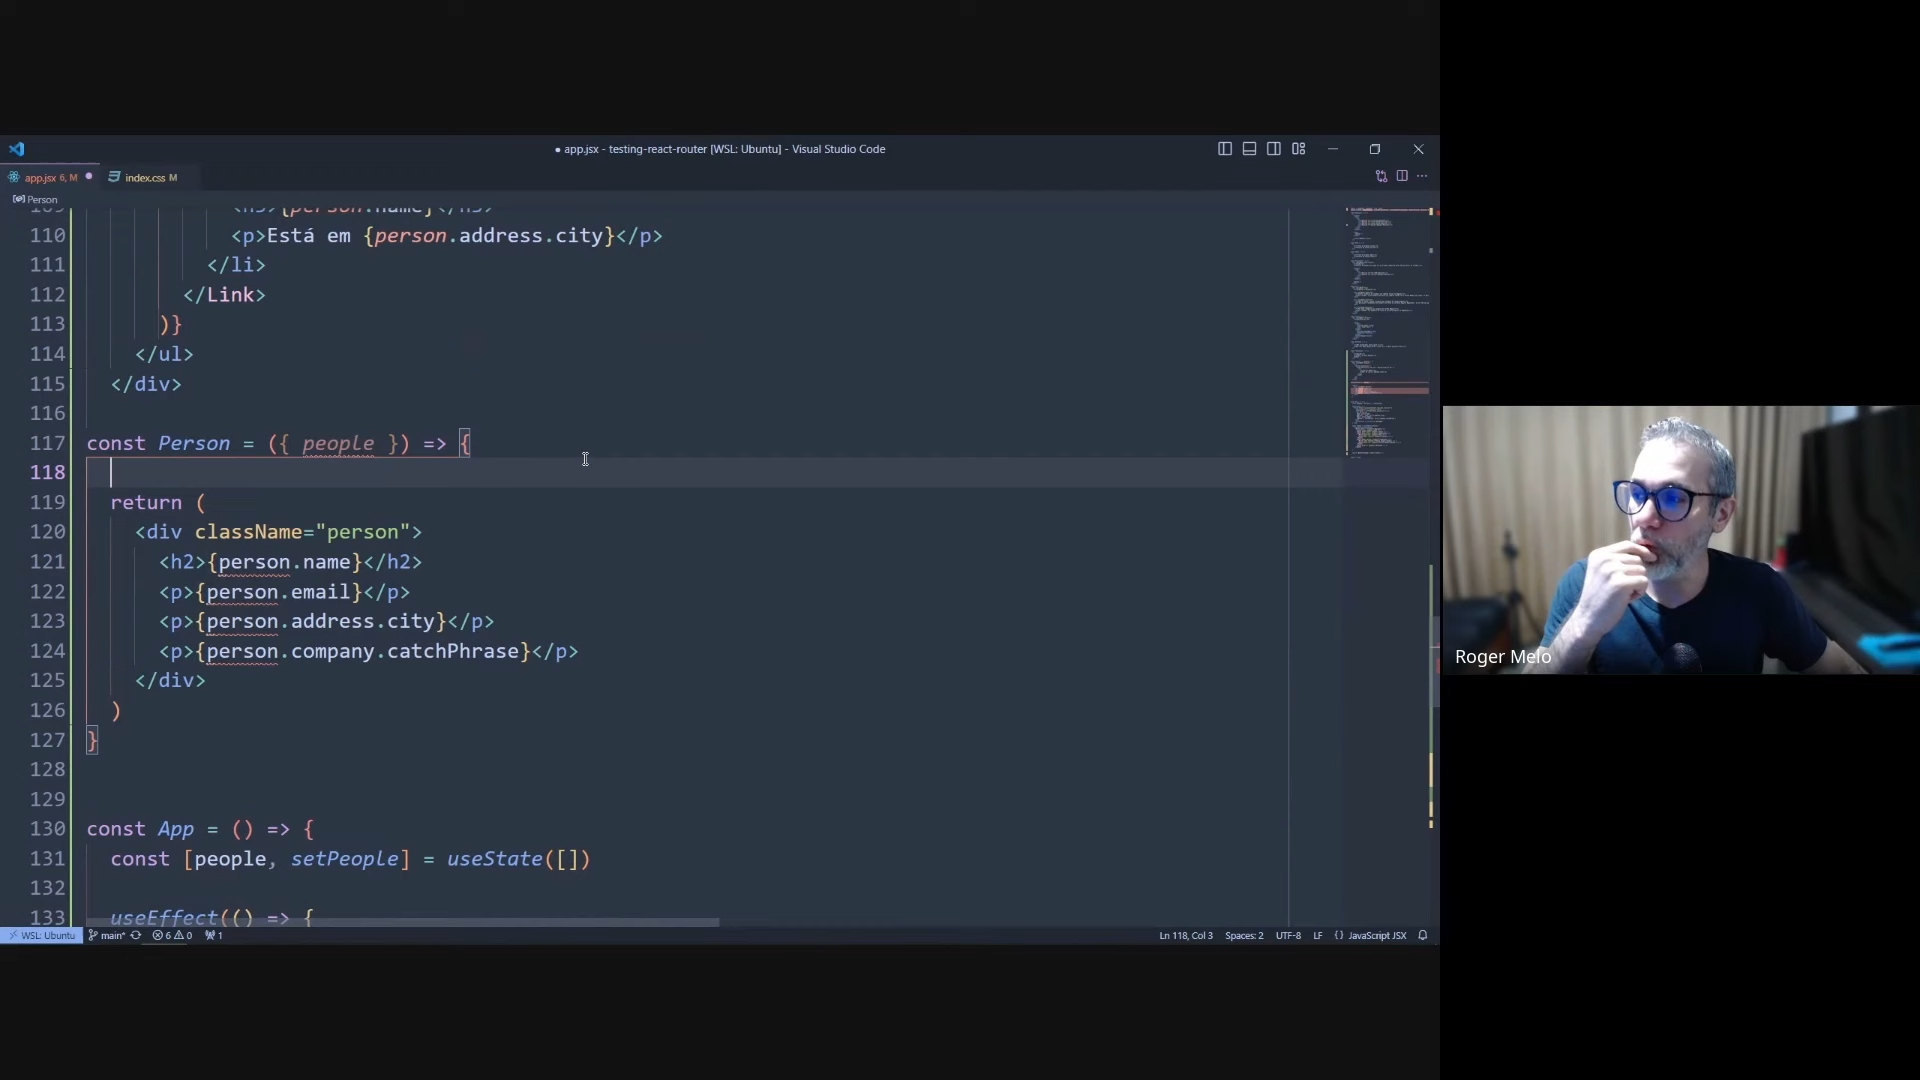 ● app.jsx - testing-react-router [WSL: Ubuntu] - Visual Studio Code
app.jsx 6, M ●
index.css M
Person
109 <h3>{person.name}</h3>
110 <p>Está em {person.address.city}</p>
111 </li>
112 </Link>
113 )}
114 </ul>
115 </div>
116
117 const Person = ({ people }) => {
118
119 return (
120 <div className="person">
121 <h2>{person.name}</h2>
122 <p>{person.email}</p>
123 <p>{person.address.city}</p>
124 <p>{person.company.catchPhrase}</p>
125 </div>
126 )
127 }
128
129
130 const App = () => {
131 const [people, setPeople] = useState([])
132
133 useEffect(() => {
WSL: Ubuntu main* 6 0 1 Ln 118, Col 3 Spaces: 2 UTF-8 LF {} JavaScript JSX
Roger Melo